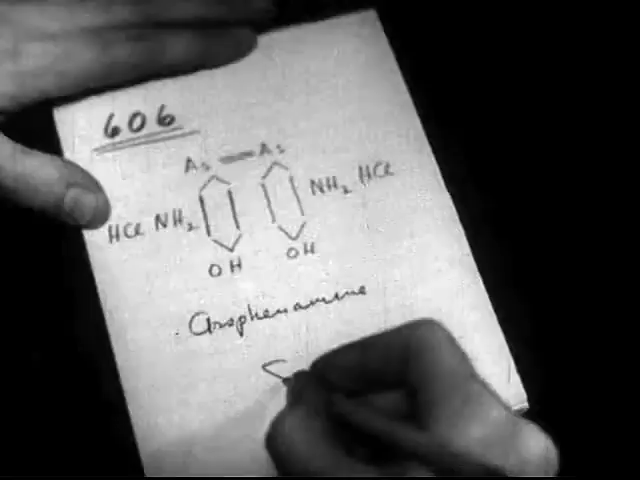 606
As = As
HCl NH2 NH2 HCl
OH OH
Arsphenamine
S